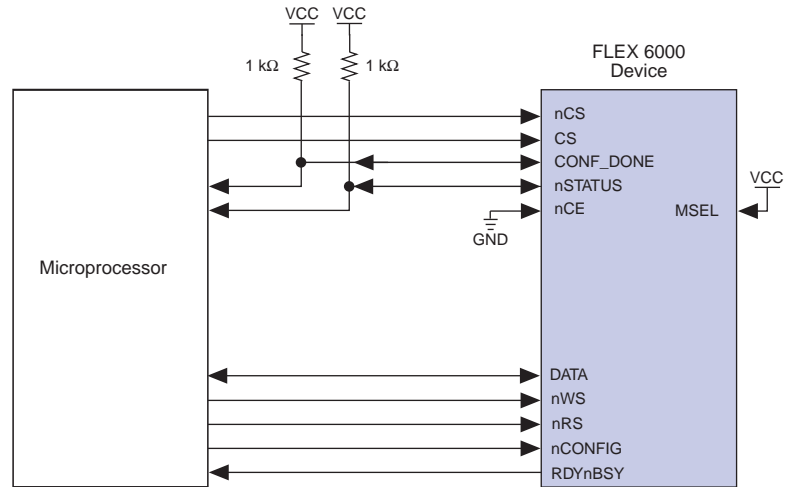 VCC VCC
1 kΩ 1 kΩ
FLEX 6000
Device
nCS
CS
CONF_DONE
nSTATUS
nCE
GND
VCC
MSEL
Microprocessor
DATA
nWS
nRS
nCONFIG
RDYnBSY